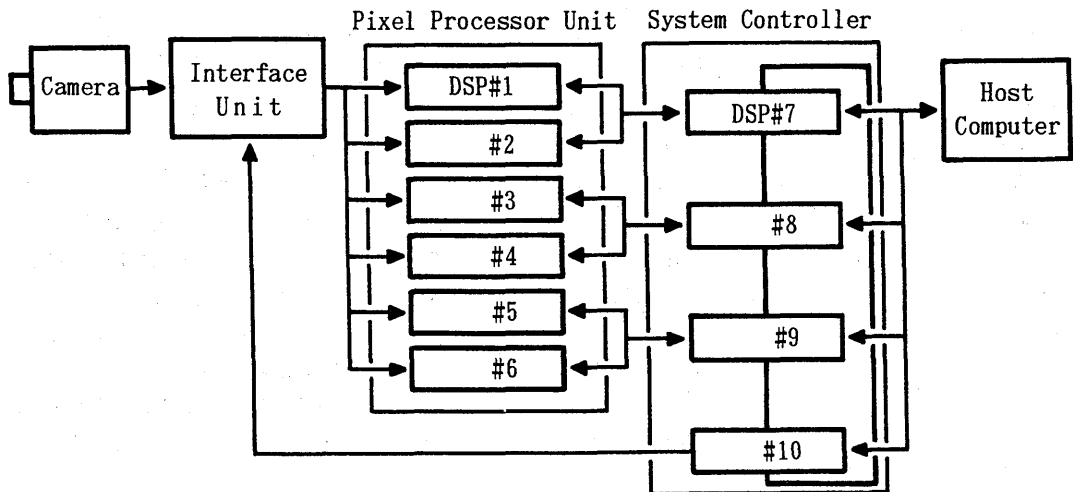 Pixel Processor Unit
System Controller
Camera
Interface
Unit
DSP#1
#2
#3
#4
#5
#6
DSP#7
#8
#9
#10
Host
Computer